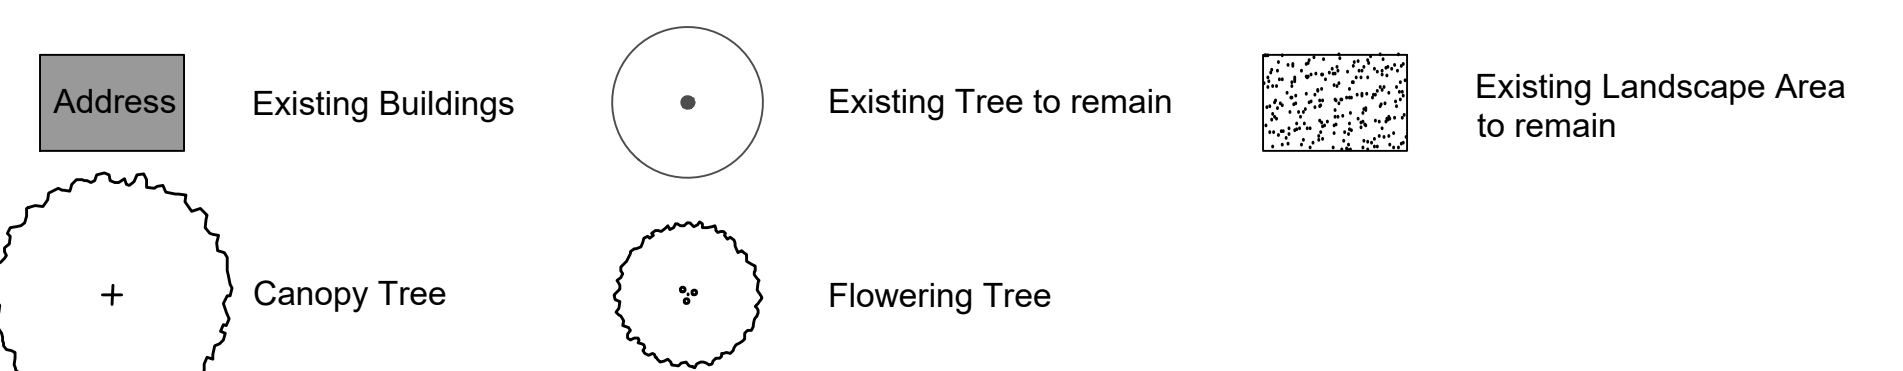 Address
Existing Buildings
Existing Tree to remain
Existing Landscape Area
to remain
Canopy Tree
Flowering Tree